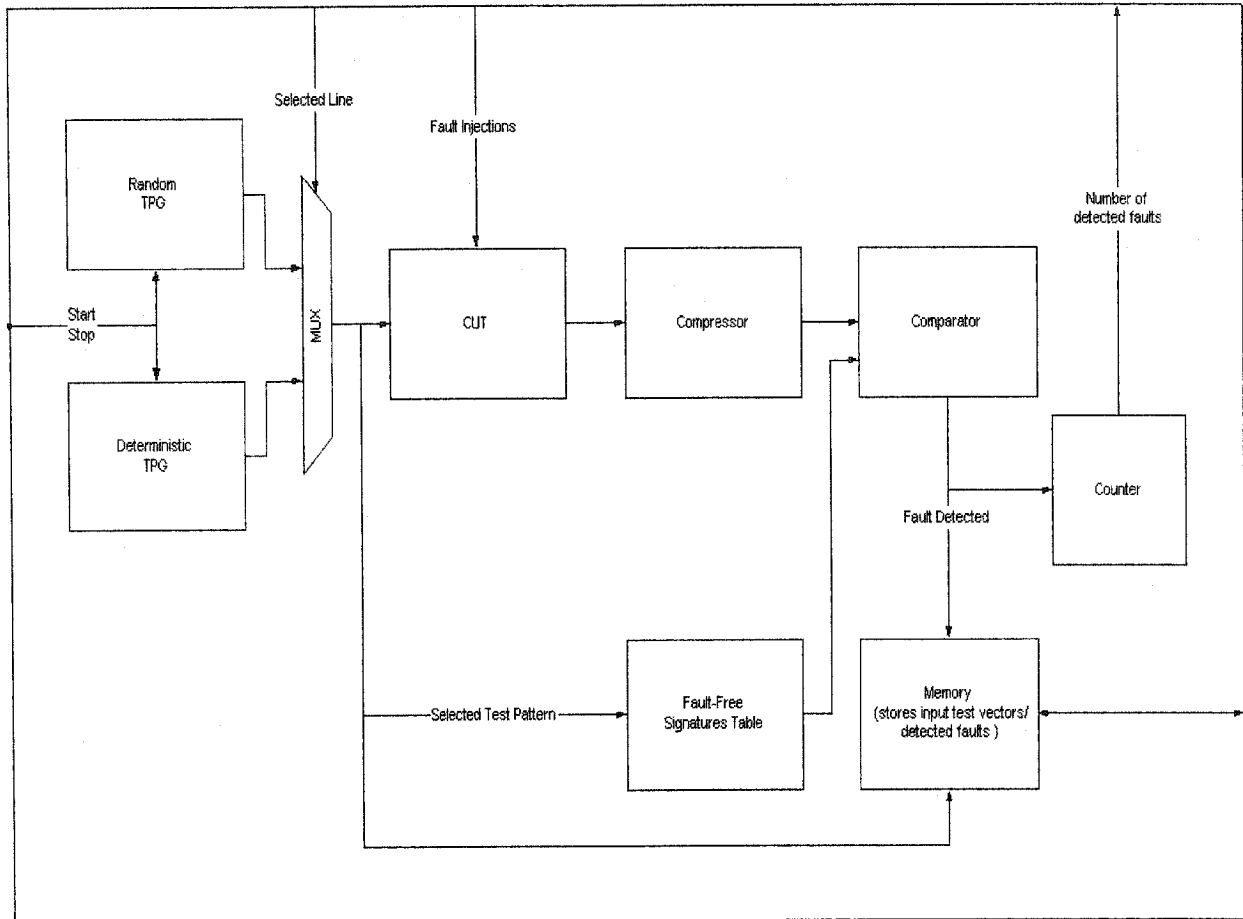 Selected Line
Fault Injections
Random
TPG
Number of
detected faults
Start
Stop
MUX
CUT
Compressor
Comparator
Deterministic
TPG
Counter
Fault Detected
Selected Test Pattern
Fault-Free
Signatures Table
Memory
(stores input test vectors/
detected faults )